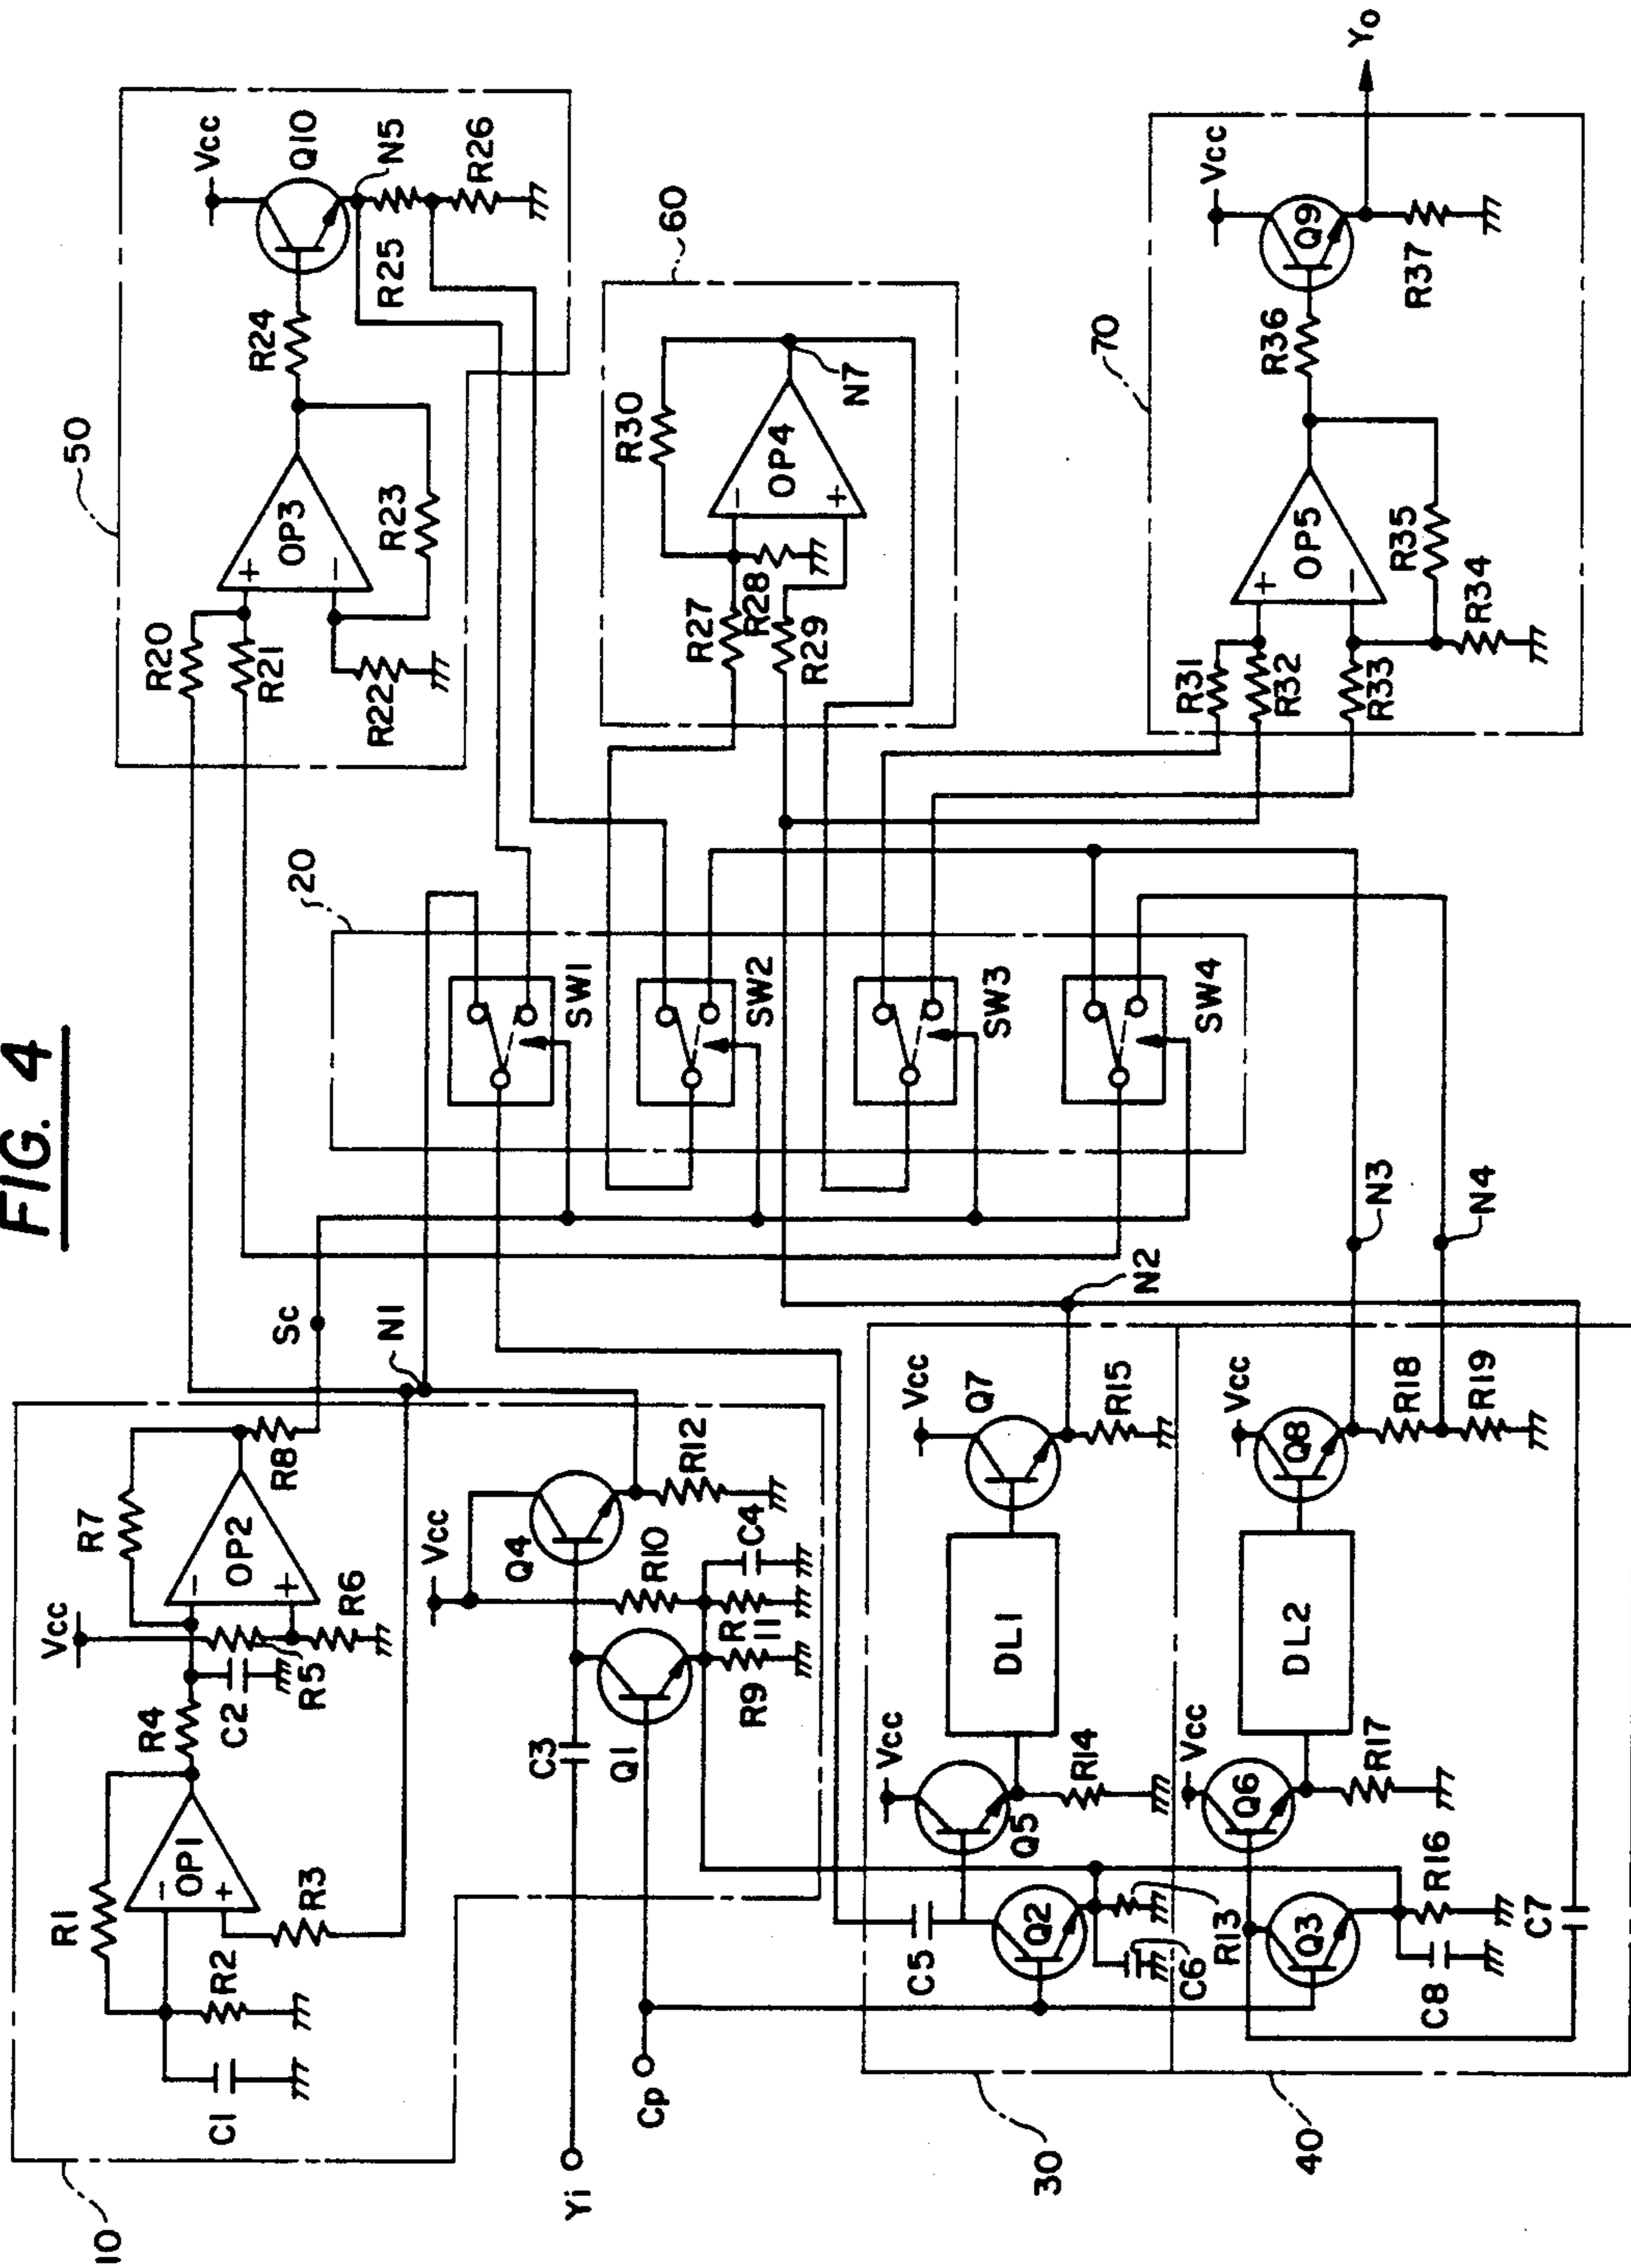 FIG. 4
10
R1
OP1
-
+
R2
C1
R3
R4
C2
R5
Vcc
R6
R7
OP2
-
+
R8
Sc
N1
Yi
Cp
C3
Q1
Q4
Vcc
R9
R10
R11
C4
R12
30
C5
Q2
C6
R13
Vcc
Q5
R14
DL1
Vcc
Q7
R15
N2
40
Q3
C8
R16
C7
Vcc
Q6
R17
DL2
Vcc
Q8
R18
R19
N3
N4
20
SW1
SW2
SW3
SW4
50
R20
R21
R22
+
OP3
-
R23
R24
Vcc
Q10
N5
R25
R26
60
R27
R28
R29
R30
-
OP4
+
N7
70
R31
R32
R33
R34
+
OP5
-
R35
R36
Vcc
Q9
R37
Yo